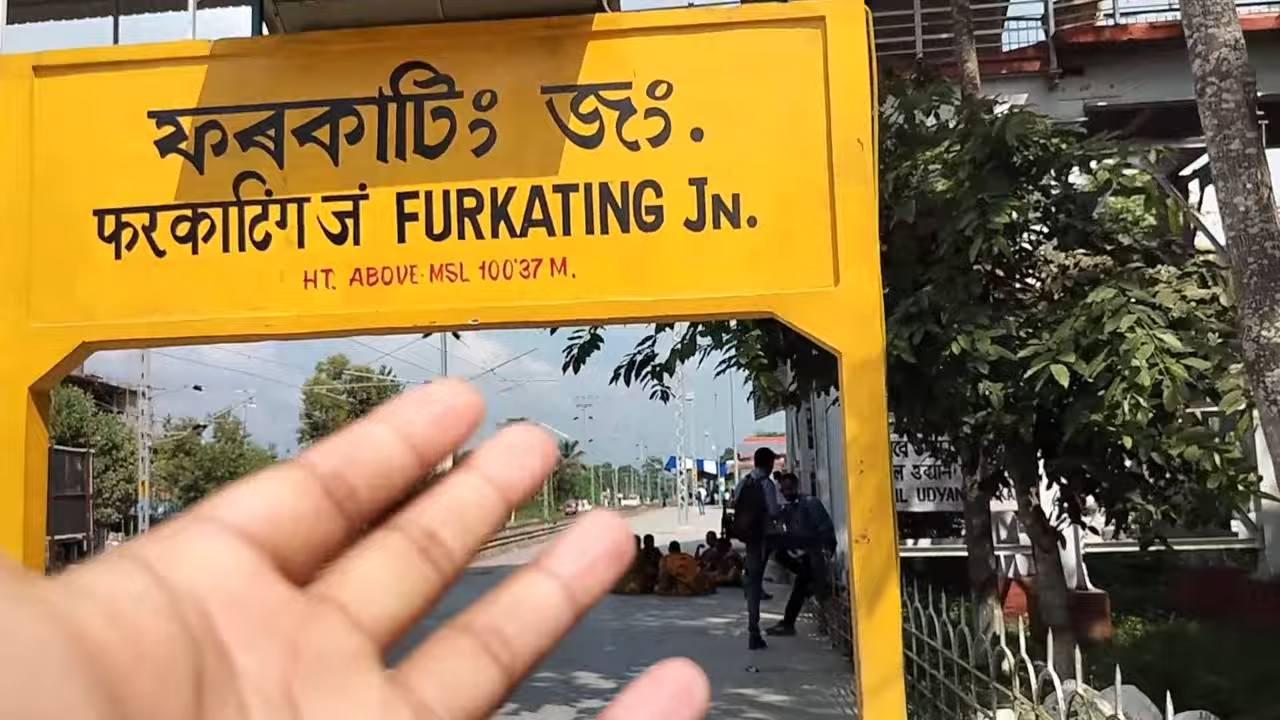 ফৰকাটিং জং.
फरकाटिंग जं FURKATING JN.
HT. ABOVE MSL 100'37 M.
UDYAN